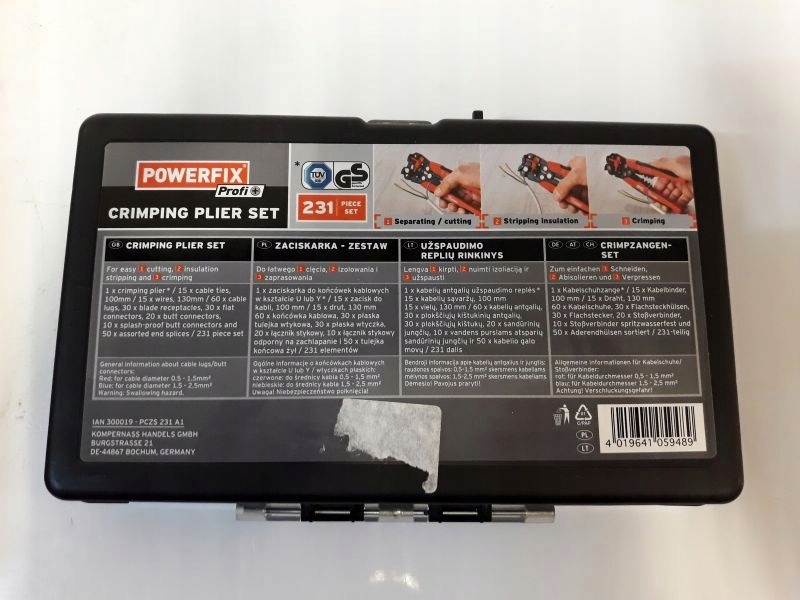 POWERFIX
Profi
CRIMPING PLIER SET
*
TÜV
GS
231 PIECE SET
1 Separating / cutting
2 Stripping insulation
3 Crimping
GB CRIMPING PLIER SET
For easy 1 cutting, 2 insulation
stripping and 3 crimping
1 x crimping plier* / 15 x cable ties,
100mm / 15 x wires, 130mm / 60 x cable
lugs, 30 x blade receptacles, 30 x flat
connectors, 20 x butt connectors,
10 x splash-proof butt connectors and
50 x assorted end splices / 231 piece set
General information about cable lugs/butt
connectors:
Red: for cable diameter 0.5 - 1.5mm²
Blue: for cable diameter 1.5 - 2.5mm²
Warning: Swallowing hazard.
PL ZACISKARKA - ZESTAW
Do łatwego 1 cięcia, 2 izolowania i
3 zaprasowania
1 x zaciskarka do końcówek kablowych
w kształcie U lub Y* / 15 x zacisk do
kabli, 100 mm / 15 x drut, 130 mm
60 x końcówka kablowa, 30 x płaska
tulejka wtykowa, 30 x płaska wtyczka,
20 x łącznik stykowy, 10 x łącznik stykowy
odporny na zachlapanie i 50 x tulejka
końcowa żył / 231 elementów
Ogólne informacje o końcówkach kablowych
w kształcie U lub Y / wtyczkach płaskich:
czerwone: do średnicy kabla 0,5 - 1,5 mm²
niebieskie: do średnicy kabla 1,5 - 2,5 mm²
Uwaga! Niebezpieczeństwo połknięcia.
LT UŽSPAUDIMO
REPLIŲ RINKINYS
Lengva 1 kirpti, 2 nuimti izoliaciją ir
3 užspausti
1 x kabelių antgalių užspaudimo replės*
15 x kabelių sąvaržų, 100 mm
15 x vielų, 130 mm / 60 x kabelių antgalių,
30 x plokščiųjų kištukinių antgalių,
30 x plokščiųjų kištukų, 20 x sandūrinių
jungčių, 10 x vandens purslams atsparių
sandūrinių jungčių ir 50 x kabelio galo
movų / 231 dalis
Bendroji informacija apie kabelių antgalius ir jungtis:
raudonos spalvos: 0,5-1,5 mm² skersmens kabeliams
mėlynos spalvos: 1,5-2,5 mm² skersmens kabeliams
Dėmesio! Pavojus praryti!
DE AT CH CRIMPZANGEN-
SET
Zum einfachen 1 Schneiden,
2 Abisolieren und 3 Verpressen
1 x Kabelschuhzange* / 15 x Kabelbinder,
100 mm / 15 x Draht, 130 mm
60 x Kabelschuhe, 30 x Flachsteckhülsen,
30 x Flachstecker, 20 x Stoßverbinder,
10 x Stoßverbinder spritzwasserfest und
50 x Aderendhülsen sortiert / 231-teilig
Allgemeine Informationen für Kabelschuhe/
Stoßverbinder:
rot: für Kabeldurchmesser 0,5 - 1,5 mm²
blau: für Kabeldurchmesser 1,5 - 2,5 mm²
Achtung! Verschluckungsgefahr!
IAN 300019 - PCZS 231 A1
KOMPERNASS HANDELS GMBH
BURGSTRASSE 21
DE-44867 BOCHUM, GERMANY
C/PAP
PL
LT
4 019641 059489